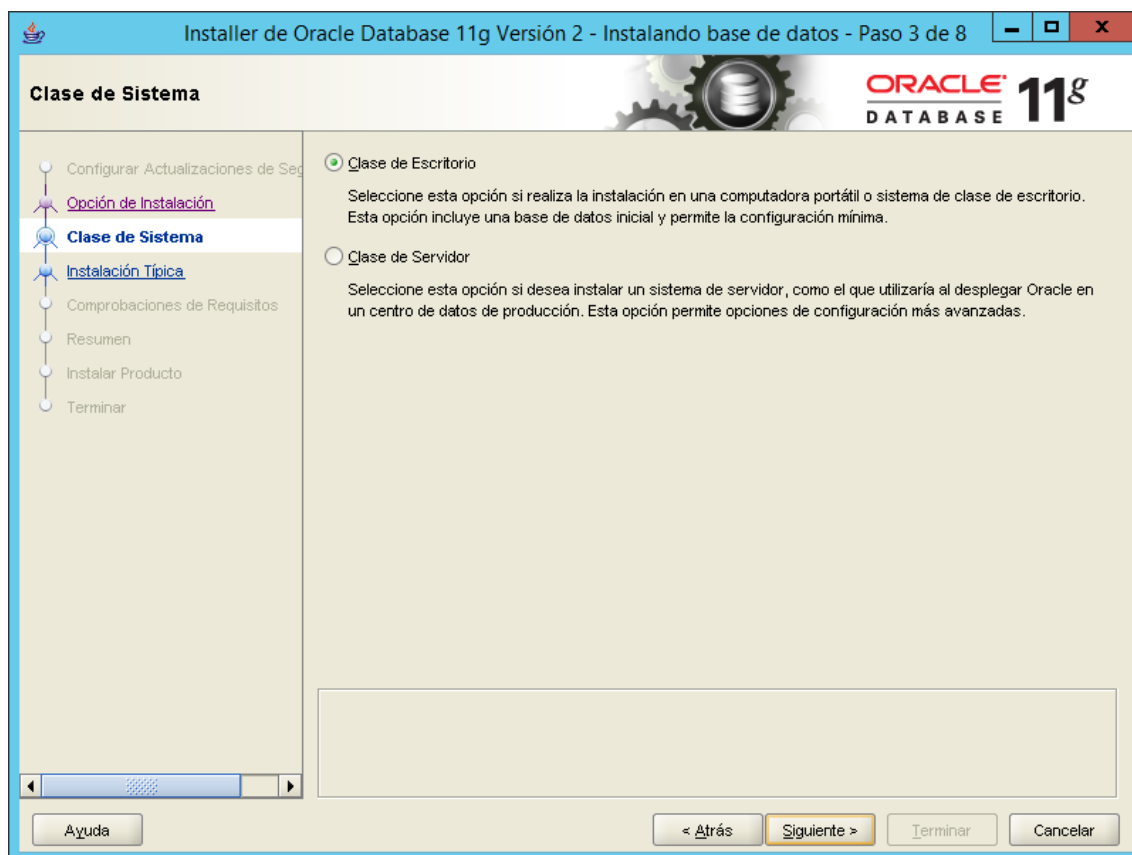 Installer de Oracle Database 11g Versión 2 - Instalando base de datos - Paso 3 de 8
Clase de Sistema
ORACLE
DATABASE
11g
Configurar Actualizaciones de Seg
Opción de Instalación
Clase de Sistema
Instalación Típica
Comprobaciones de Requisitos
Resumen
Instalar Producto
Terminar
Clase de Escritorio
Seleccione esta opción si realiza la instalación en una computadora portátil o sistema de clase de escritorio.
Esta opción incluye una base de datos inicial y permite la configuración mínima.
Clase de Servidor
Seleccione esta opción si desea instalar un sistema de servidor, como el que utilizaría al desplegar Oracle en
un centro de datos de producción. Esta opción permite opciones de configuración más avanzadas.
Ayuda
< Atrás
Siguiente >
Terminar
Cancelar